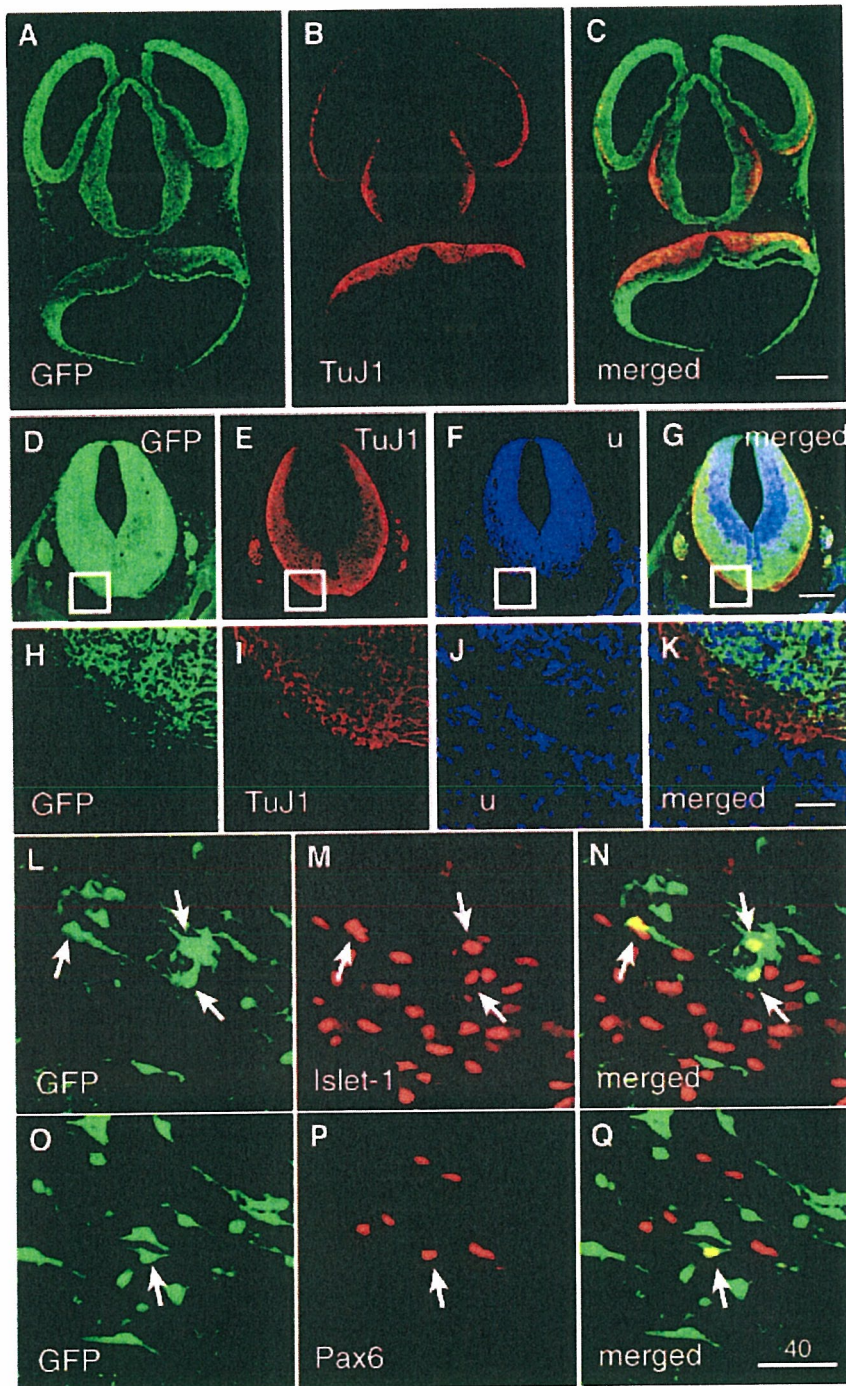 A B C
GFP TuJ1 merged
D GFP E TuJ1 F u G merged
H I J K
GFP TuJ1 u merged
L M N
GFP Islet-1 merged
O P Q
40
GFP Pax6 merged